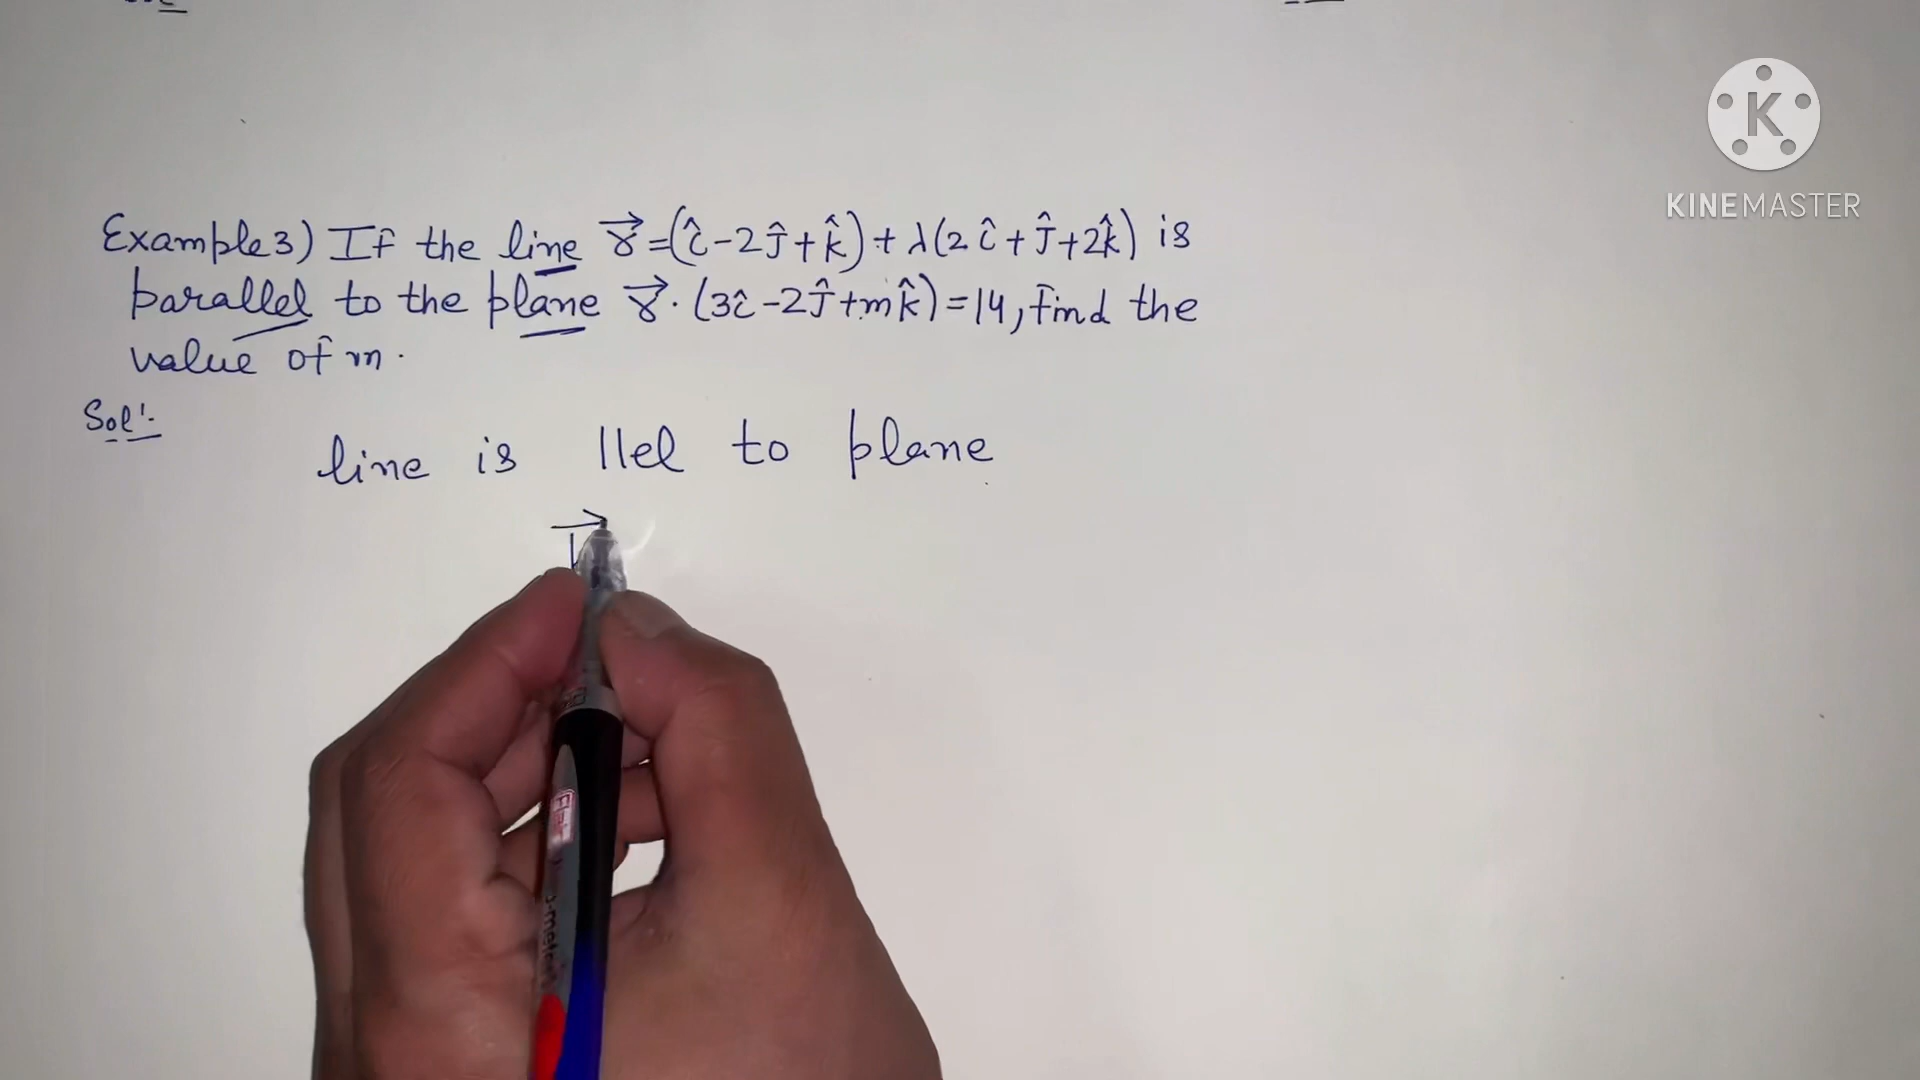 Example 3) If the line r⃗ = (î - 2ĵ + k̂) + λ(2î + ĵ + 2k̂) is
parallel to the plane r⃗ · (3î - 2ĵ + mk̂) = 14, find the
value of m.
Sol':-
line is llel to plane
KINEMASTER